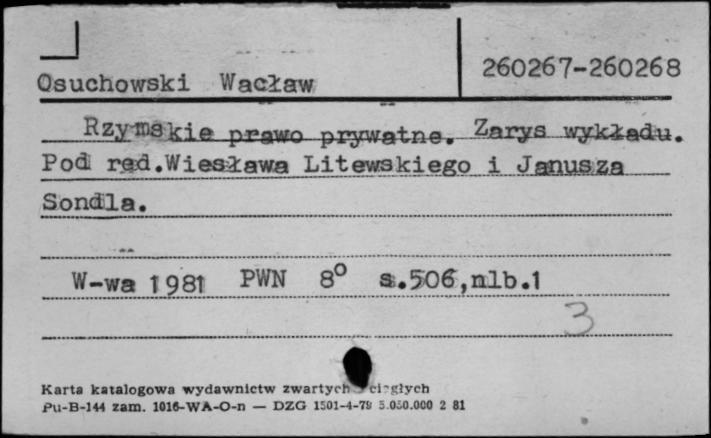 Osuchowski Wacław
260267-260268
Rzymskie prawo prywatne. Zarys wykładu.
Pod red.Wiesława Litewskiego i Janusza
Sondla.
W-wa 1981 PWN 8° s.506,nlb.1
3
Karta katalogowa wydawnictw zwartych ciągłych
Pu-B-144 zam. 1016-WA-O-n — DZG 1501-4-79 5.050.000 2 81